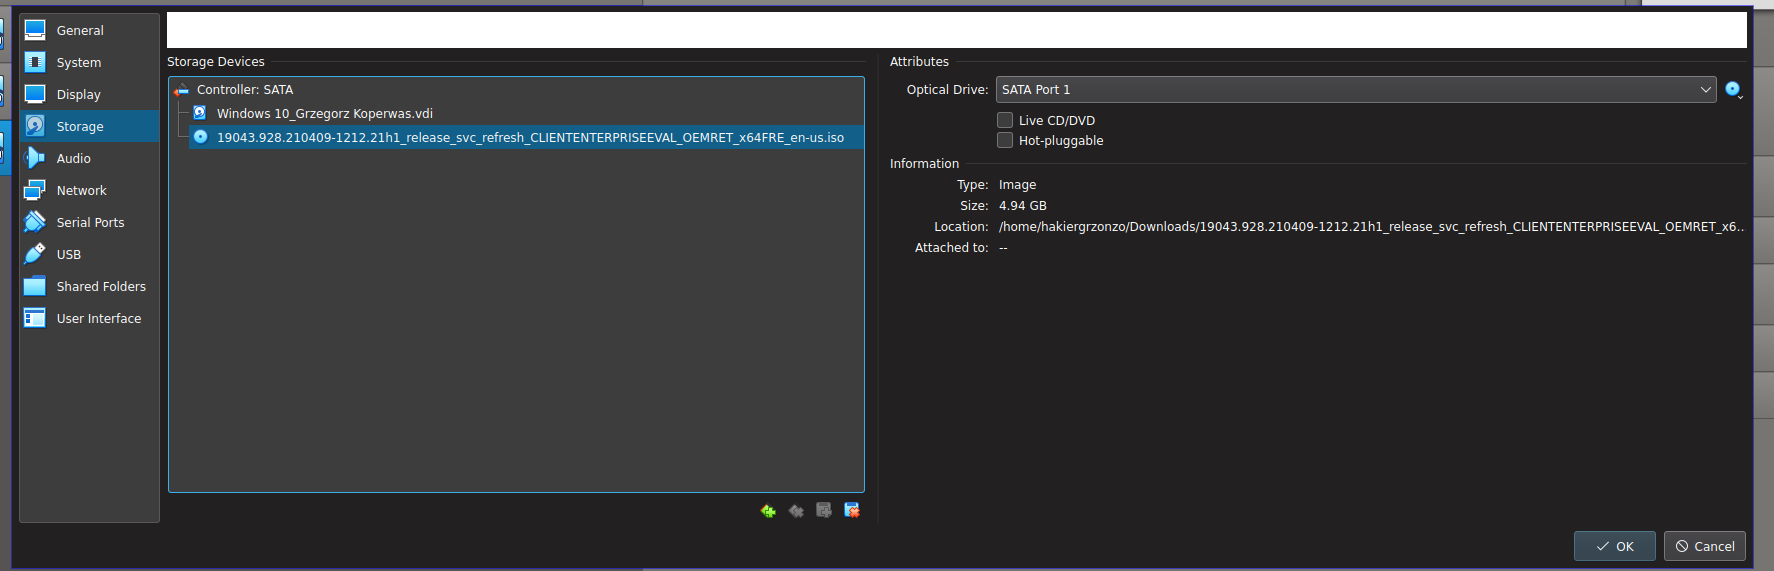 General
System
Display
Storage
Audio
Network
Serial Ports
USB
Shared Folders
User Interface
Storage Devices
Controller: SATA
Windows 10_Grzegorz Koperwas.vdi
19043.928.210409-1212.21h1_release_svc_refresh_CLIENTENTERPRISEEVAL_OEMRET_x64FRE_en-us.iso
Attributes
Optical Drive: SATA Port 1
Live CD/DVD
Hot-pluggable
Information
Type: Image
Size: 4.94 GB
Location: /home/hakiergrzonzo/Downloads/19043.928.210409-1212.21h1_release_svc_refresh_CLIENTENTERPRISEEVAL_OEMRET_x6..
Attached to: --
OK Cancel